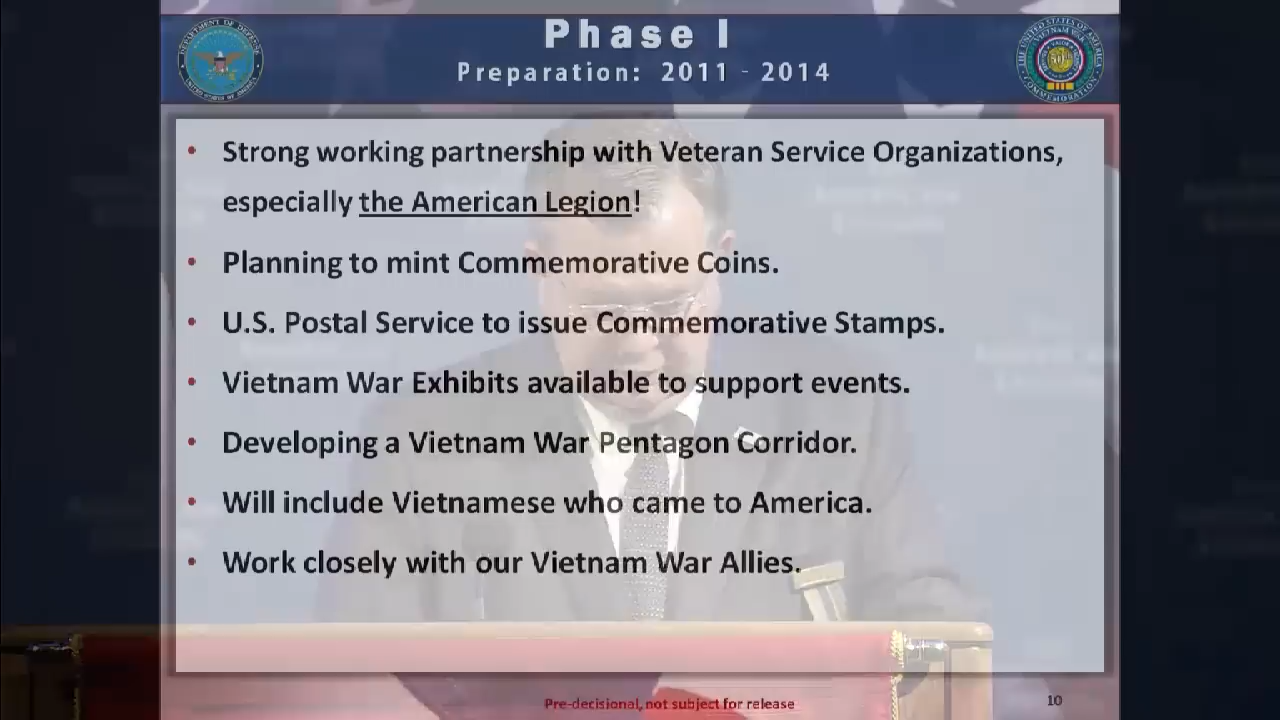 Phase I
Preparation: 2011 - 2014
• Strong working partnership with Veteran Service Organizations,
especially the American Legion!
• Planning to mint Commemorative Coins.
• U.S. Postal Service to issue Commemorative Stamps.
• Vietnam War Exhibits available to support events.
• Developing a Vietnam War Pentagon Corridor.
• Will include Vietnamese who came to America.
• Work closely with our Vietnam War Allies.
Pre-decisional, not subject for release
10